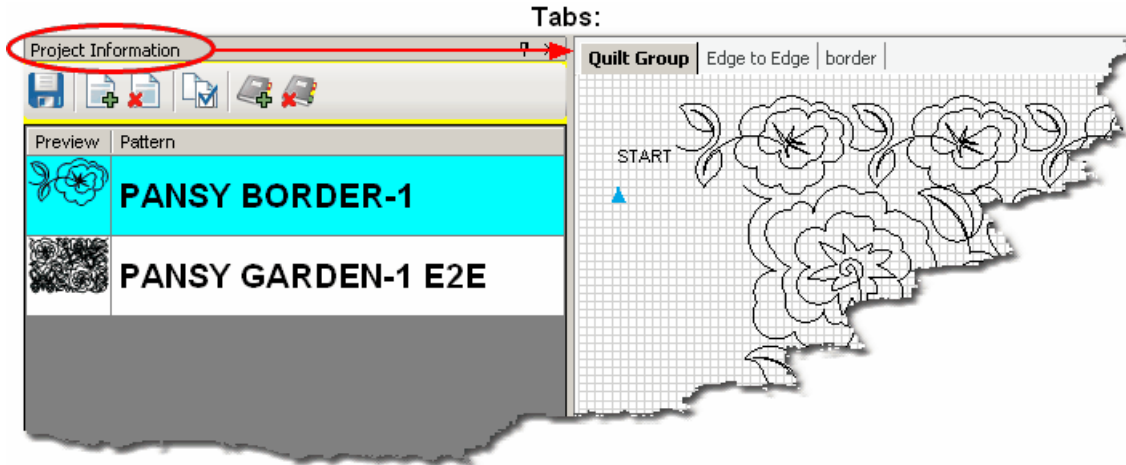 Tabs:
Project Information
Quilt Group Edge to Edge border
Preview Pattern
START
PANSY BORDER-1
PANSY GARDEN-1 E2E